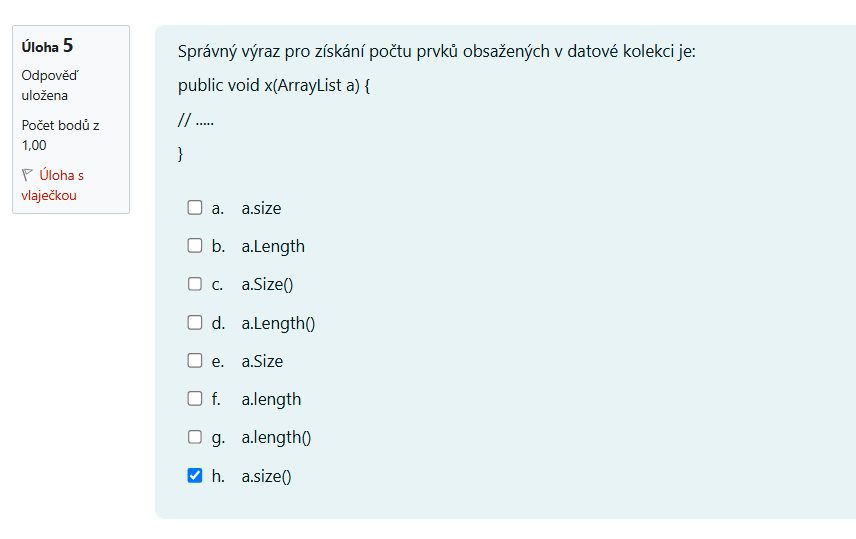 Úloha 5
Odpověď
uložena
Počet bodů z
1,00
Úloha s
vlaječkou
Správný výraz pro získání počtu prvků obsažených v datové kolekci je:
public void x(ArrayList a) {
// .....
}
a. a.size
b. a.Length
c. a.Size()
d. a.Length()
e. a.Size
f. a.length
g. a.length()
h. a.size()